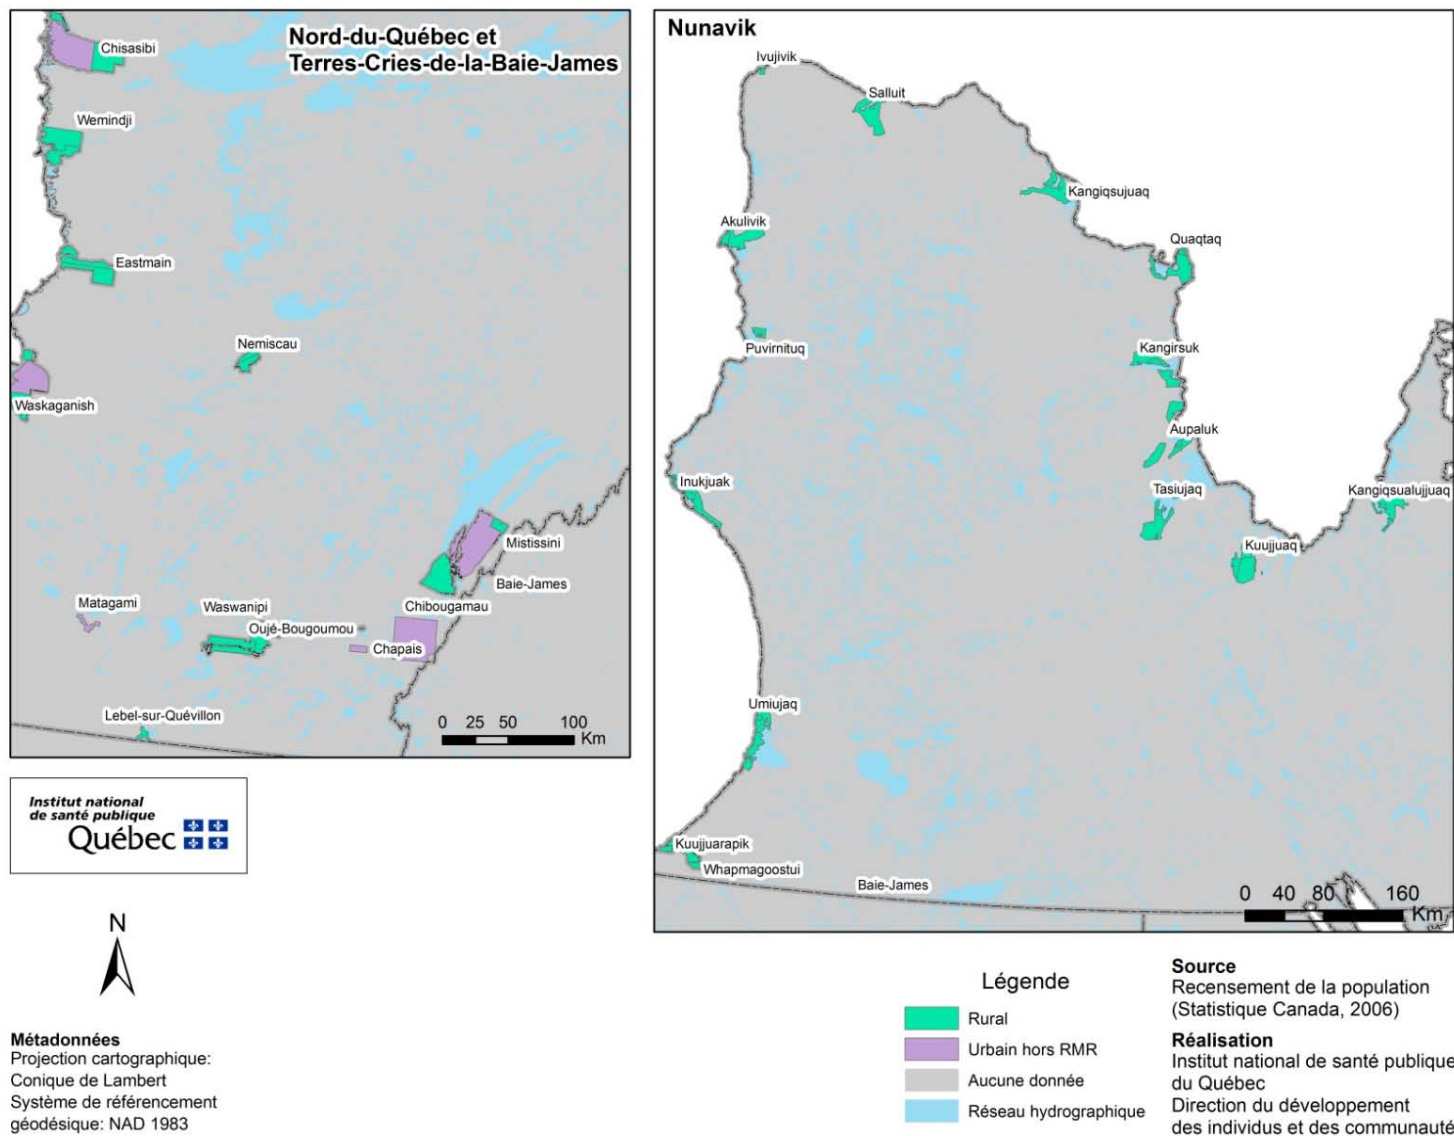 Nord-du-Québec et
Terres-Cries-de-la-Baie-James
Chisasibi
Wemindji
Eastmain
Nemiscau
Waskaganish
Mistissini
Baie-James
Matagami
Waswanipi
Chibougamau
Oujé-Bougoumou
Chapais
Lebel-sur-Quévillon
0 25 50 100
Km
Nunavik
Ivujivik
Salluit
Kangiqsujuaq
Akulivik
Quaqtaq
Puvirnituq
Kangirsuk
Aupaluk
Inukjuak
Tasiujaq
Kangiqsualujjuaq
Kuujjuaq
Umiujaq
Kuujjuarapik
Whapmagoostui
Baie-James
0 40 80 160
Km
Institut national
de santé publique
Québec
N
Métadonnées
Projection cartographique:
Conique de Lambert
Système de référencement
géodésique: NAD 1983
Légende
Rural
Urbain hors RMR
Aucune donnée
Réseau hydrographique
Source
Recensement de la population
(Statistique Canada, 2006)
Réalisation
Institut national de santé publique
du Québec
Direction du développement
des individus et des communauté